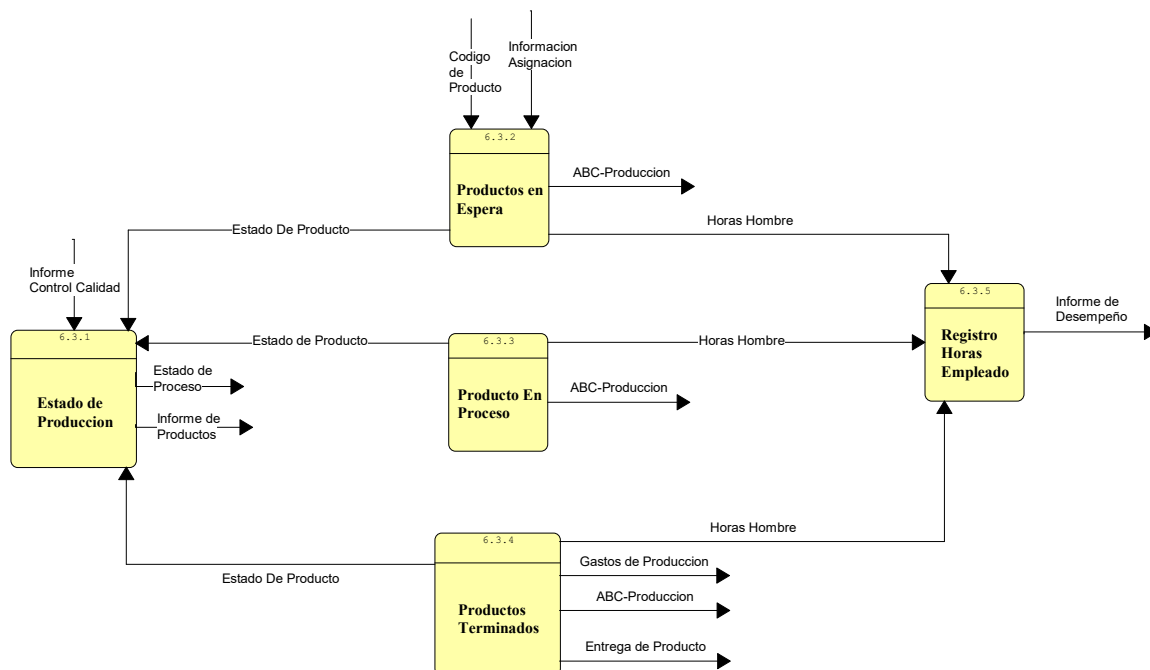 Codigo
de
Producto
Informacion
Asignacion
6.3.2
Productos en
Espera
ABC-Produccion
Estado De Producto
Horas Hombre
Informe
Control Calidad
6.3.1
Estado de
Produccion
Estado de
Proceso
Informe de
Productos
Estado de Producto
6.3.3
Producto En
Proceso
Horas Hombre
ABC-Produccion
6.3.5
Registro
Horas
Empleado
Informe de
Desempeño
Estado De Producto
6.3.4
Productos
Terminados
Horas Hombre
Gastos de Produccion
ABC-Produccion
Entrega de Producto